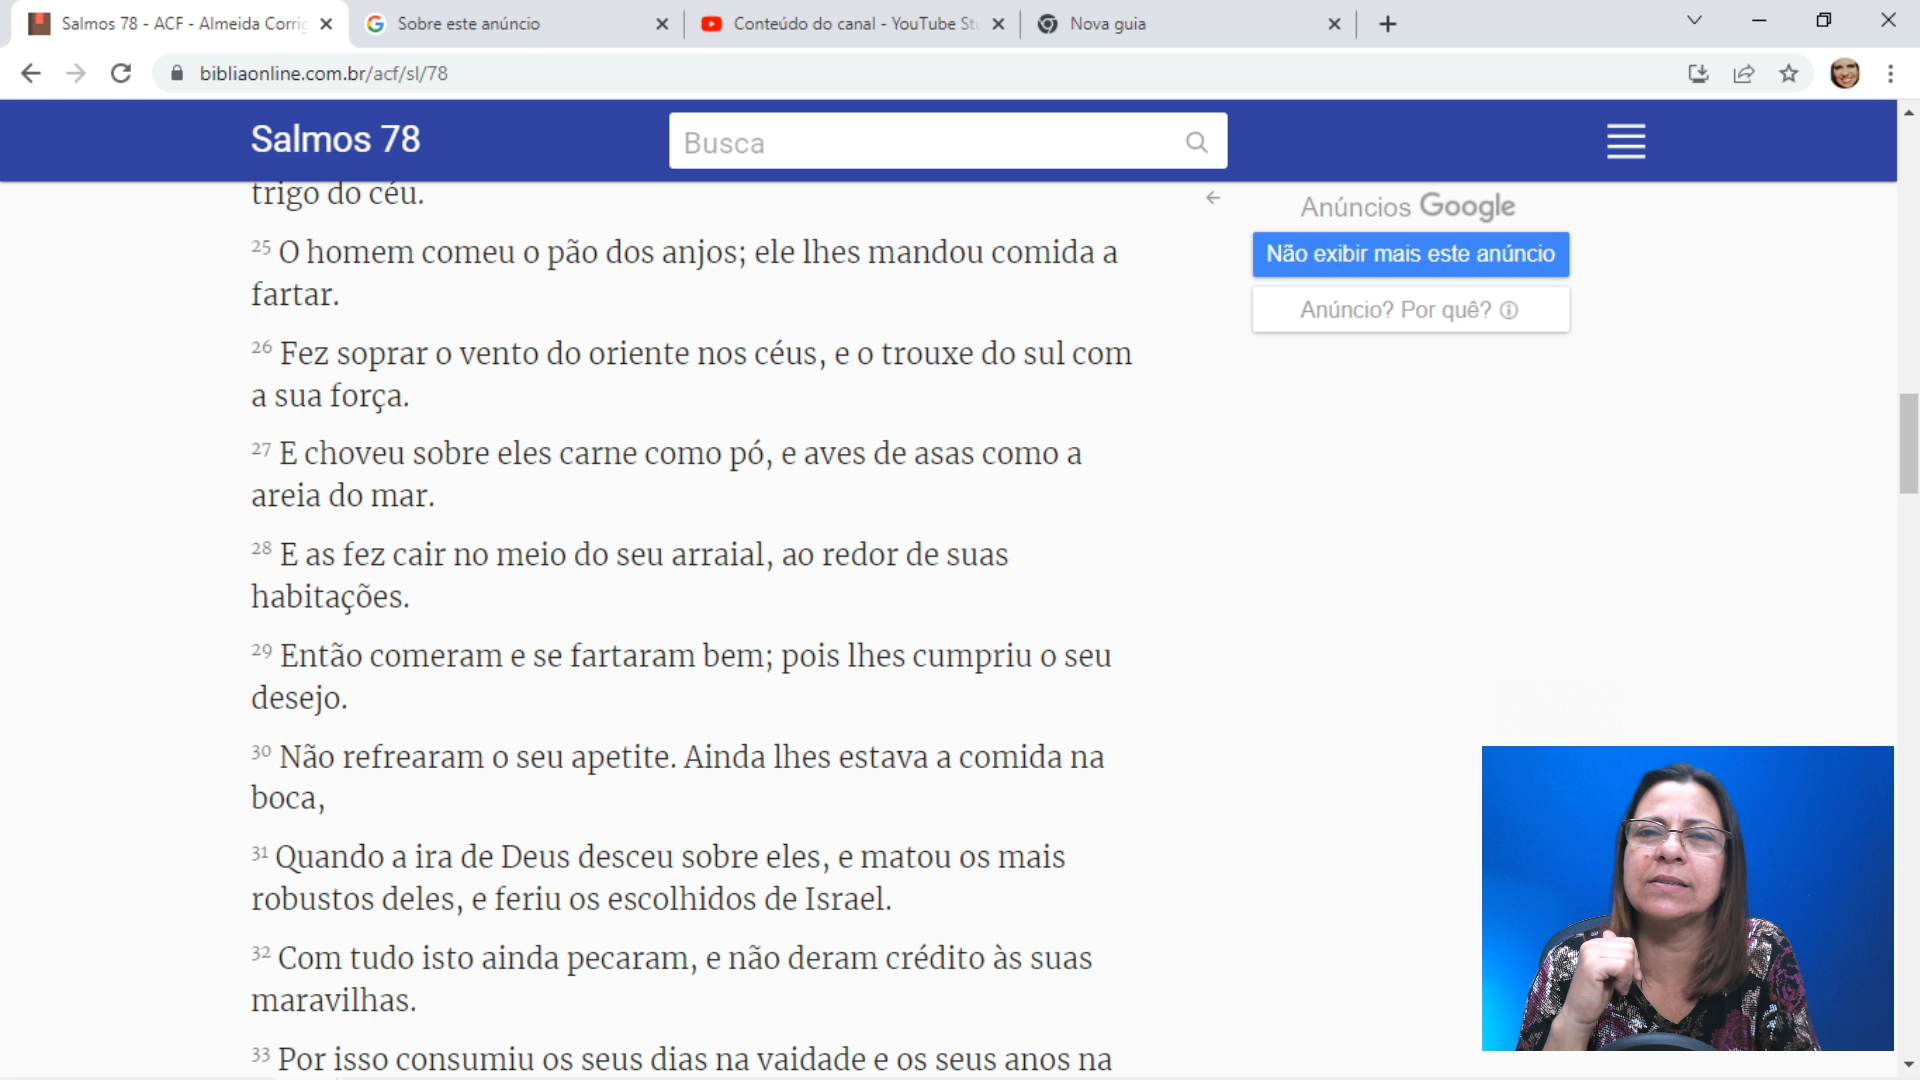 Salmos 78 - ACF - Almeida Corrig
Sobre este anúncio
Conteúdo do canal - YouTube Stu
Nova guia
bibliaonline.com.br/acf/sl/78
Salmos 78
Busca
trigo do céu.
25 O homem comeu o pão dos anjos; ele lhes mandou comida a
fartar.
26 Fez soprar o vento do oriente nos céus, e o trouxe do sul com
a sua força.
27 E choveu sobre eles carne como pó, e aves de asas como a
areia do mar.
28 E as fez cair no meio do seu arraial, ao redor de suas
habitações.
29 Então comeram e se fartaram bem; pois lhes cumpriu o seu
desejo.
30 Não refrearam o seu apetite. Ainda lhes estava a comida na
boca,
31 Quando a ira de Deus desceu sobre eles, e matou os mais
robustos deles, e feriu os escolhidos de Israel.
32 Com tudo isto ainda pecaram, e não deram crédito às suas
maravilhas.
33 Por isso consumiu os seus dias na vaidade e os seus anos na
Anúncios Google
Não exibir mais este anúncio
Anúncio? Por quê?